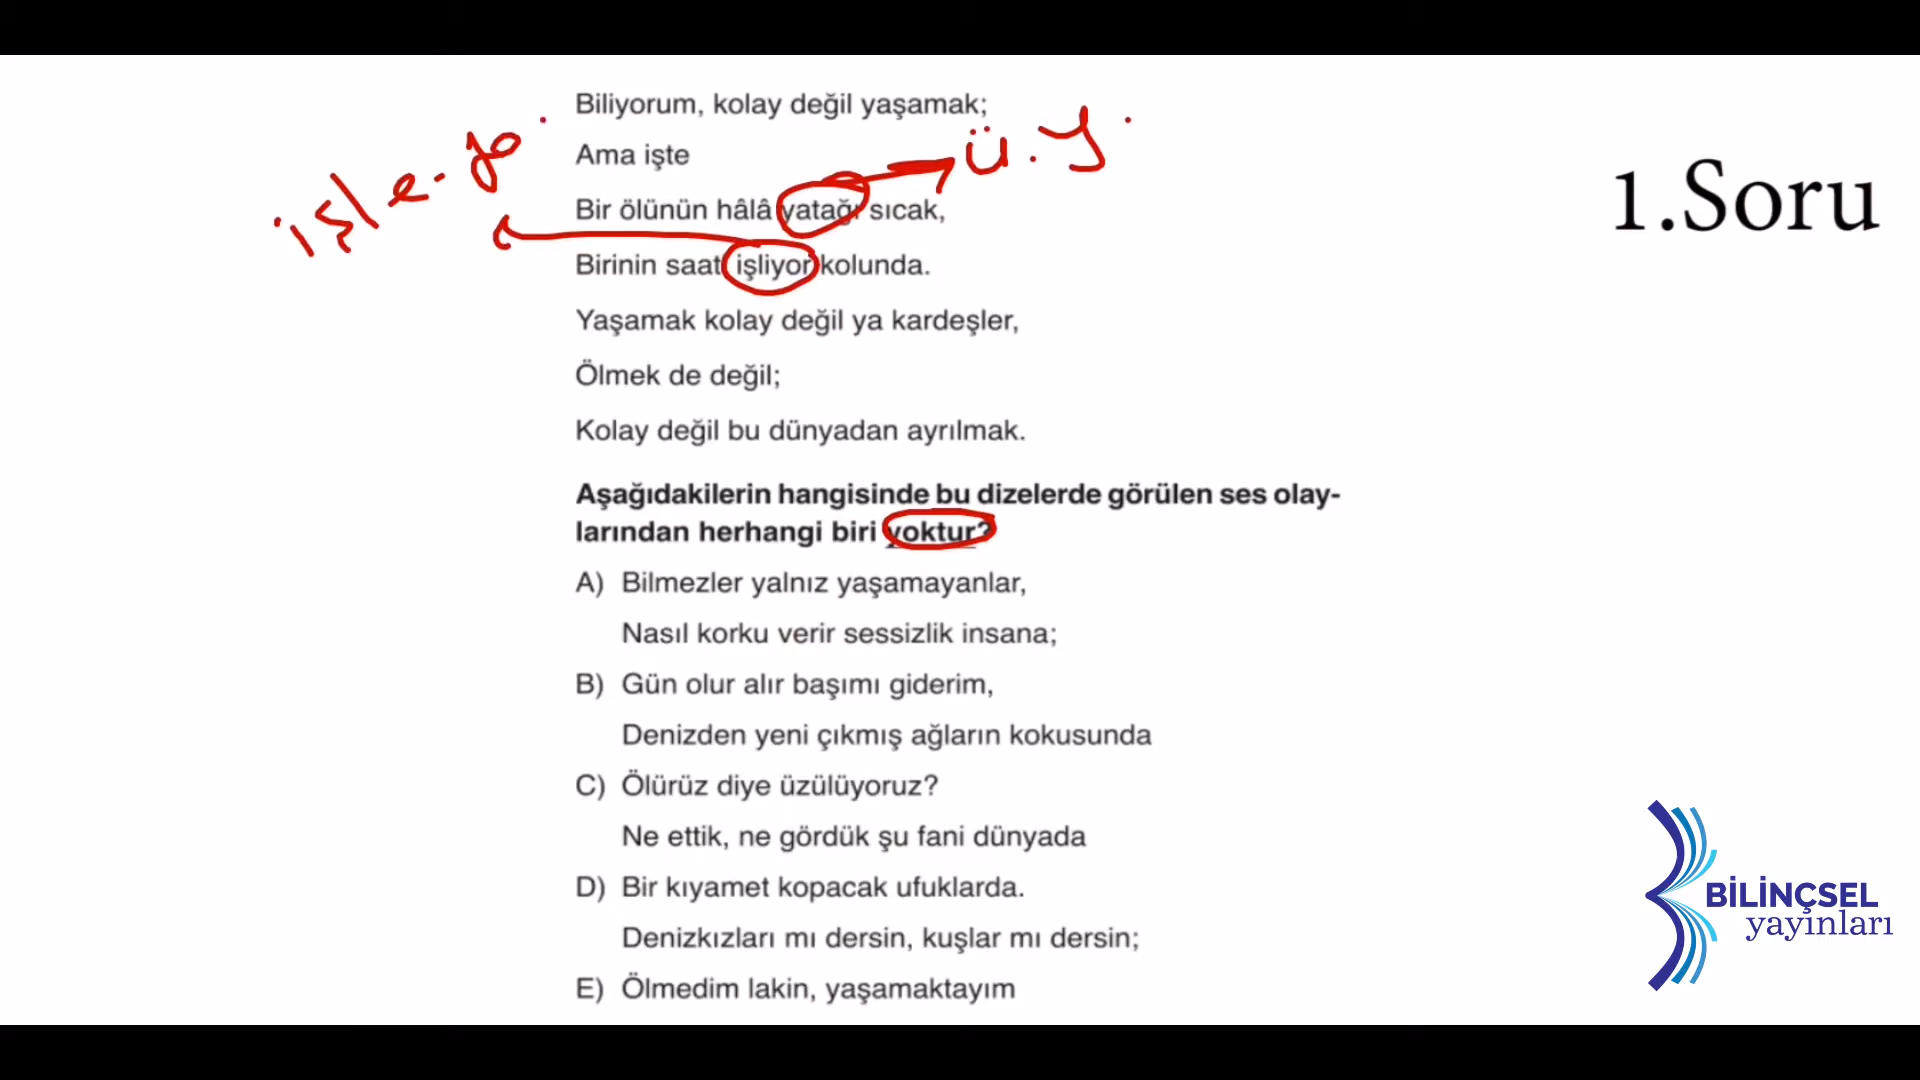 Biliyorum, kolay değil yaşamak;
Ama işte
Bir ölünün hâlâ yatağı sıcak,
Birinin saat işliyor kolunda.
Yaşamak kolay değil ya kardeşler,
Ölmek de değil;
Kolay değil bu dünyadan ayrılmak.
ü.y.
işle-yo
1.Soru
Aşağıdakilerin hangisinde bu dizelerde görülen ses olay-
larından herhangi biri yoktur?
A) Bilmezler yalnız yaşamayanlar,
Nasıl korku verir sessizlik insana;
B) Gün olur alır başımı giderim,
Denizden yeni çıkmış ağların kokusunda
C) Ölürüz diye üzülüyoruz?
Ne ettik, ne gördük şu fani dünyada
D) Bir kıyamet kopacak ufuklarda.
Denizkızları mı dersin, kuşlar mı dersin;
E) Ölmedim lakin, yaşamaktayım
BİLİNÇSEL
yayınları